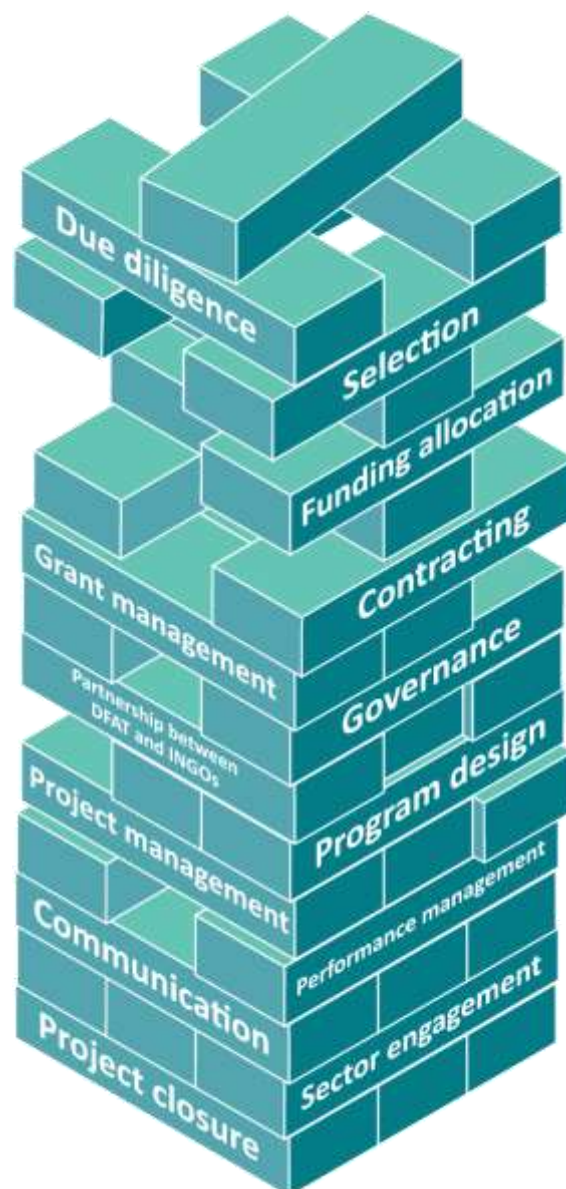 Due diligence
Selection
Funding allocation
Contracting
Grant management
Governance
Partnership between
DFAT and INGOs
Program design
Project management
Performance management
Communication
Sector engagement
Project closure